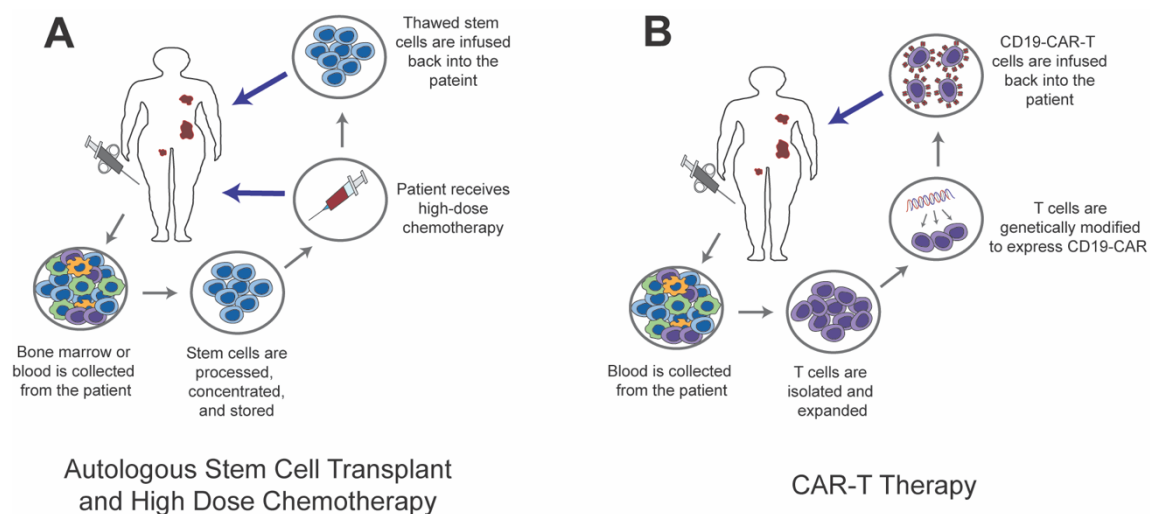 A
Thawed stem
cells are infused
back into the
pateint
Patient receives
high-dose
chemotherapy
Bone marrow or
blood is collected
from the patient
Stem cells are
processed,
concentrated,
and stored
Autologous Stem Cell Transplant
and High Dose Chemotherapy
B
CD19-CAR-T
cells are infused
back into the
patient
T cells are
genetically modified
to express CD19-CAR
Blood is collected
from the patient
T cells are
isolated and
expanded
CAR-T Therapy